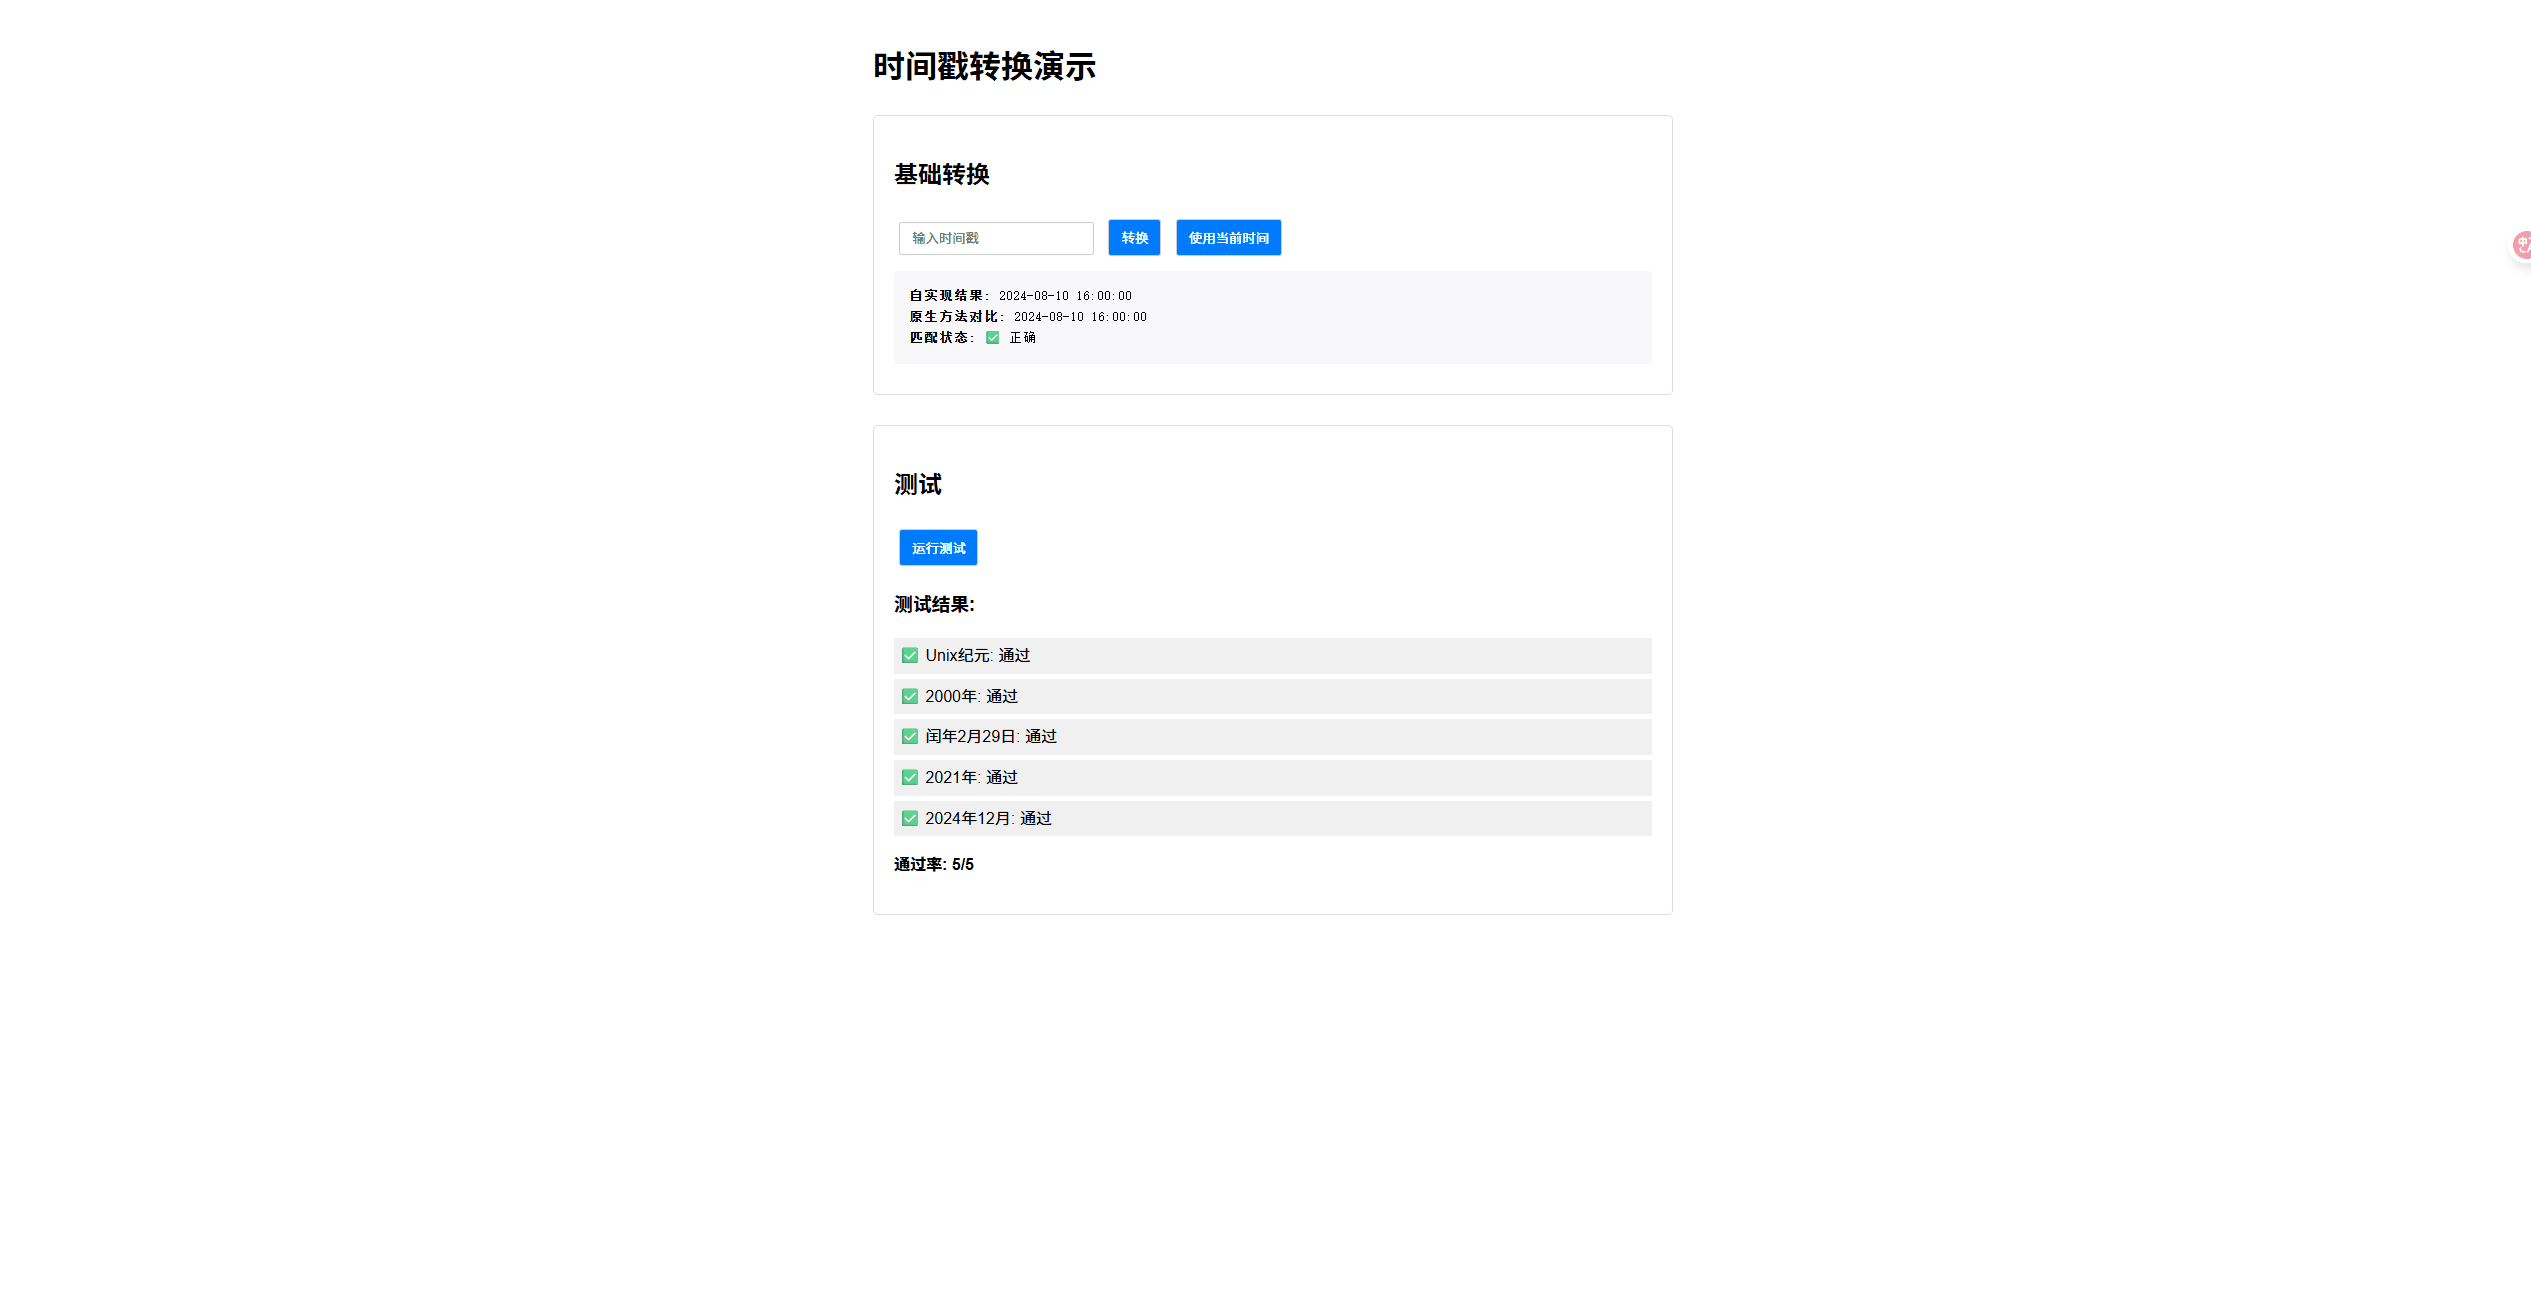 时间戳转换演示
基础转换
输入时间戳 转换 使用当前时间
自实现结果: 2024-08-10 16:00:00
原生方法对比: 2024-08-10 16:00:00
匹配状态: ✅ 正确
测试
运行测试
测试结果:
✅ Unix纪元: 通过
✅ 2000年: 通过
✅ 闰年2月29日: 通过
✅ 2021年: 通过
✅ 2024年12月: 通过
通过率: 5/5